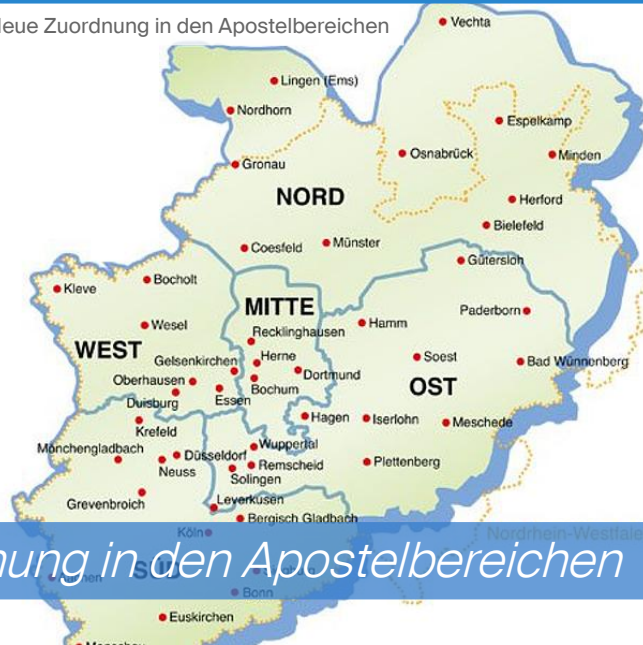 Neue Zuordnung in den Apostelbereichen
Vechta
Lingen (Ems)
Nordhorn
Espelkamp
Osnabrück
Minden
Gronau
NORD
Herford
Bielefeld
Münster
Coesfeld
Gütersloh
Bocholt
Kleve
MITTE
Paderborn
Hamm
Wesel
Recklinghausen
WEST
Herne
Soest
Gelsenkirchen
Bad Wünnenberg
Dortmund
Oberhausen
Bochum
OST
Essen
Duisburg
Hagen
Iserlohn
Meschede
Krefeld
Wuppertal
Mönchengladbach
Düsseldorf
Remscheid
Plettenberg
Neuss
Solingen
Leverkusen
Grevenbroich
Bergisch Gladbach
Köln
nung in den Apostelbereichen
SÜD
Aachen
Bonn
Euskirchen
Monschau